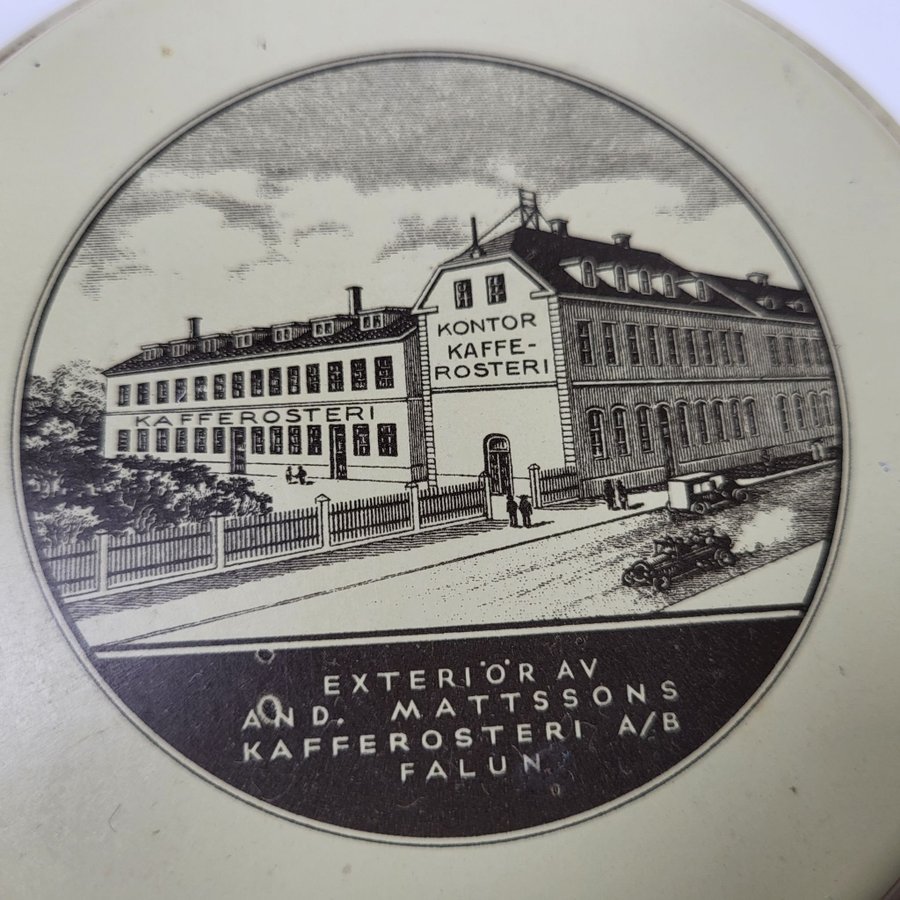 KONTOR
KAFFE-
ROSTERI
KAFFEROSTERI
EXTERIÖR AV
AND. MATTSSONS
KAFFEROSTERI A/B
FALUN